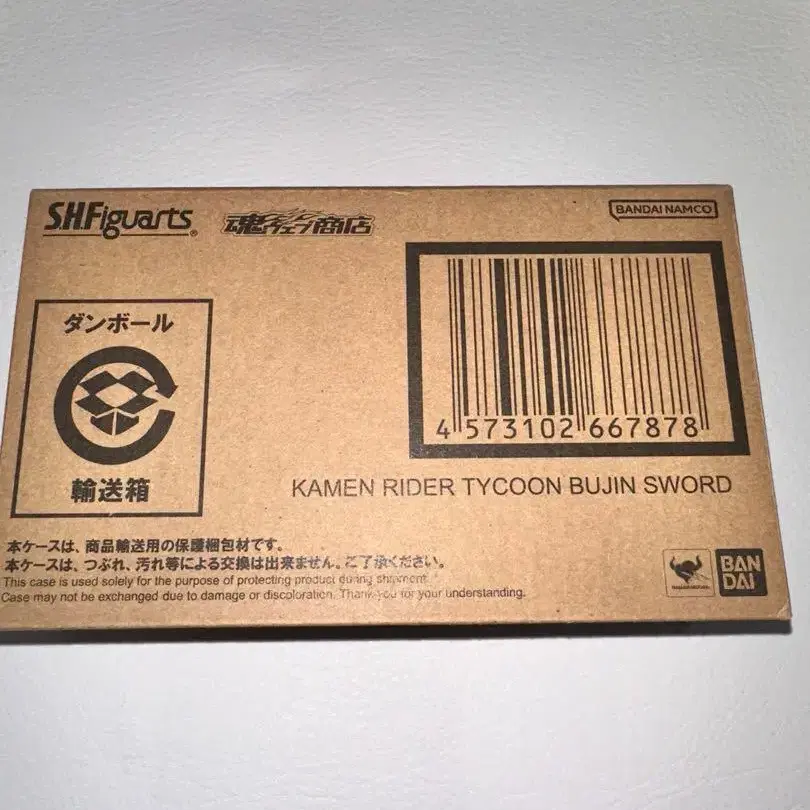 S.H.Figuarts®
魂ウェブ商店
BANDAI NAMCO
ダンボール
輸送箱
4 573102 667878
KAMEN RIDER TYCOON BUJIN SWORD
本ケースは、商品輸送用の保護梱包材です。
本ケースは、つぶれ、汚れ等による交換は出来ません。ご了承ください。
This case is used solely for the purpose of protecting product during shipment.
Case may not be exchanged due to damage or discoloration. Thank you for your understanding.
BAN
DAI